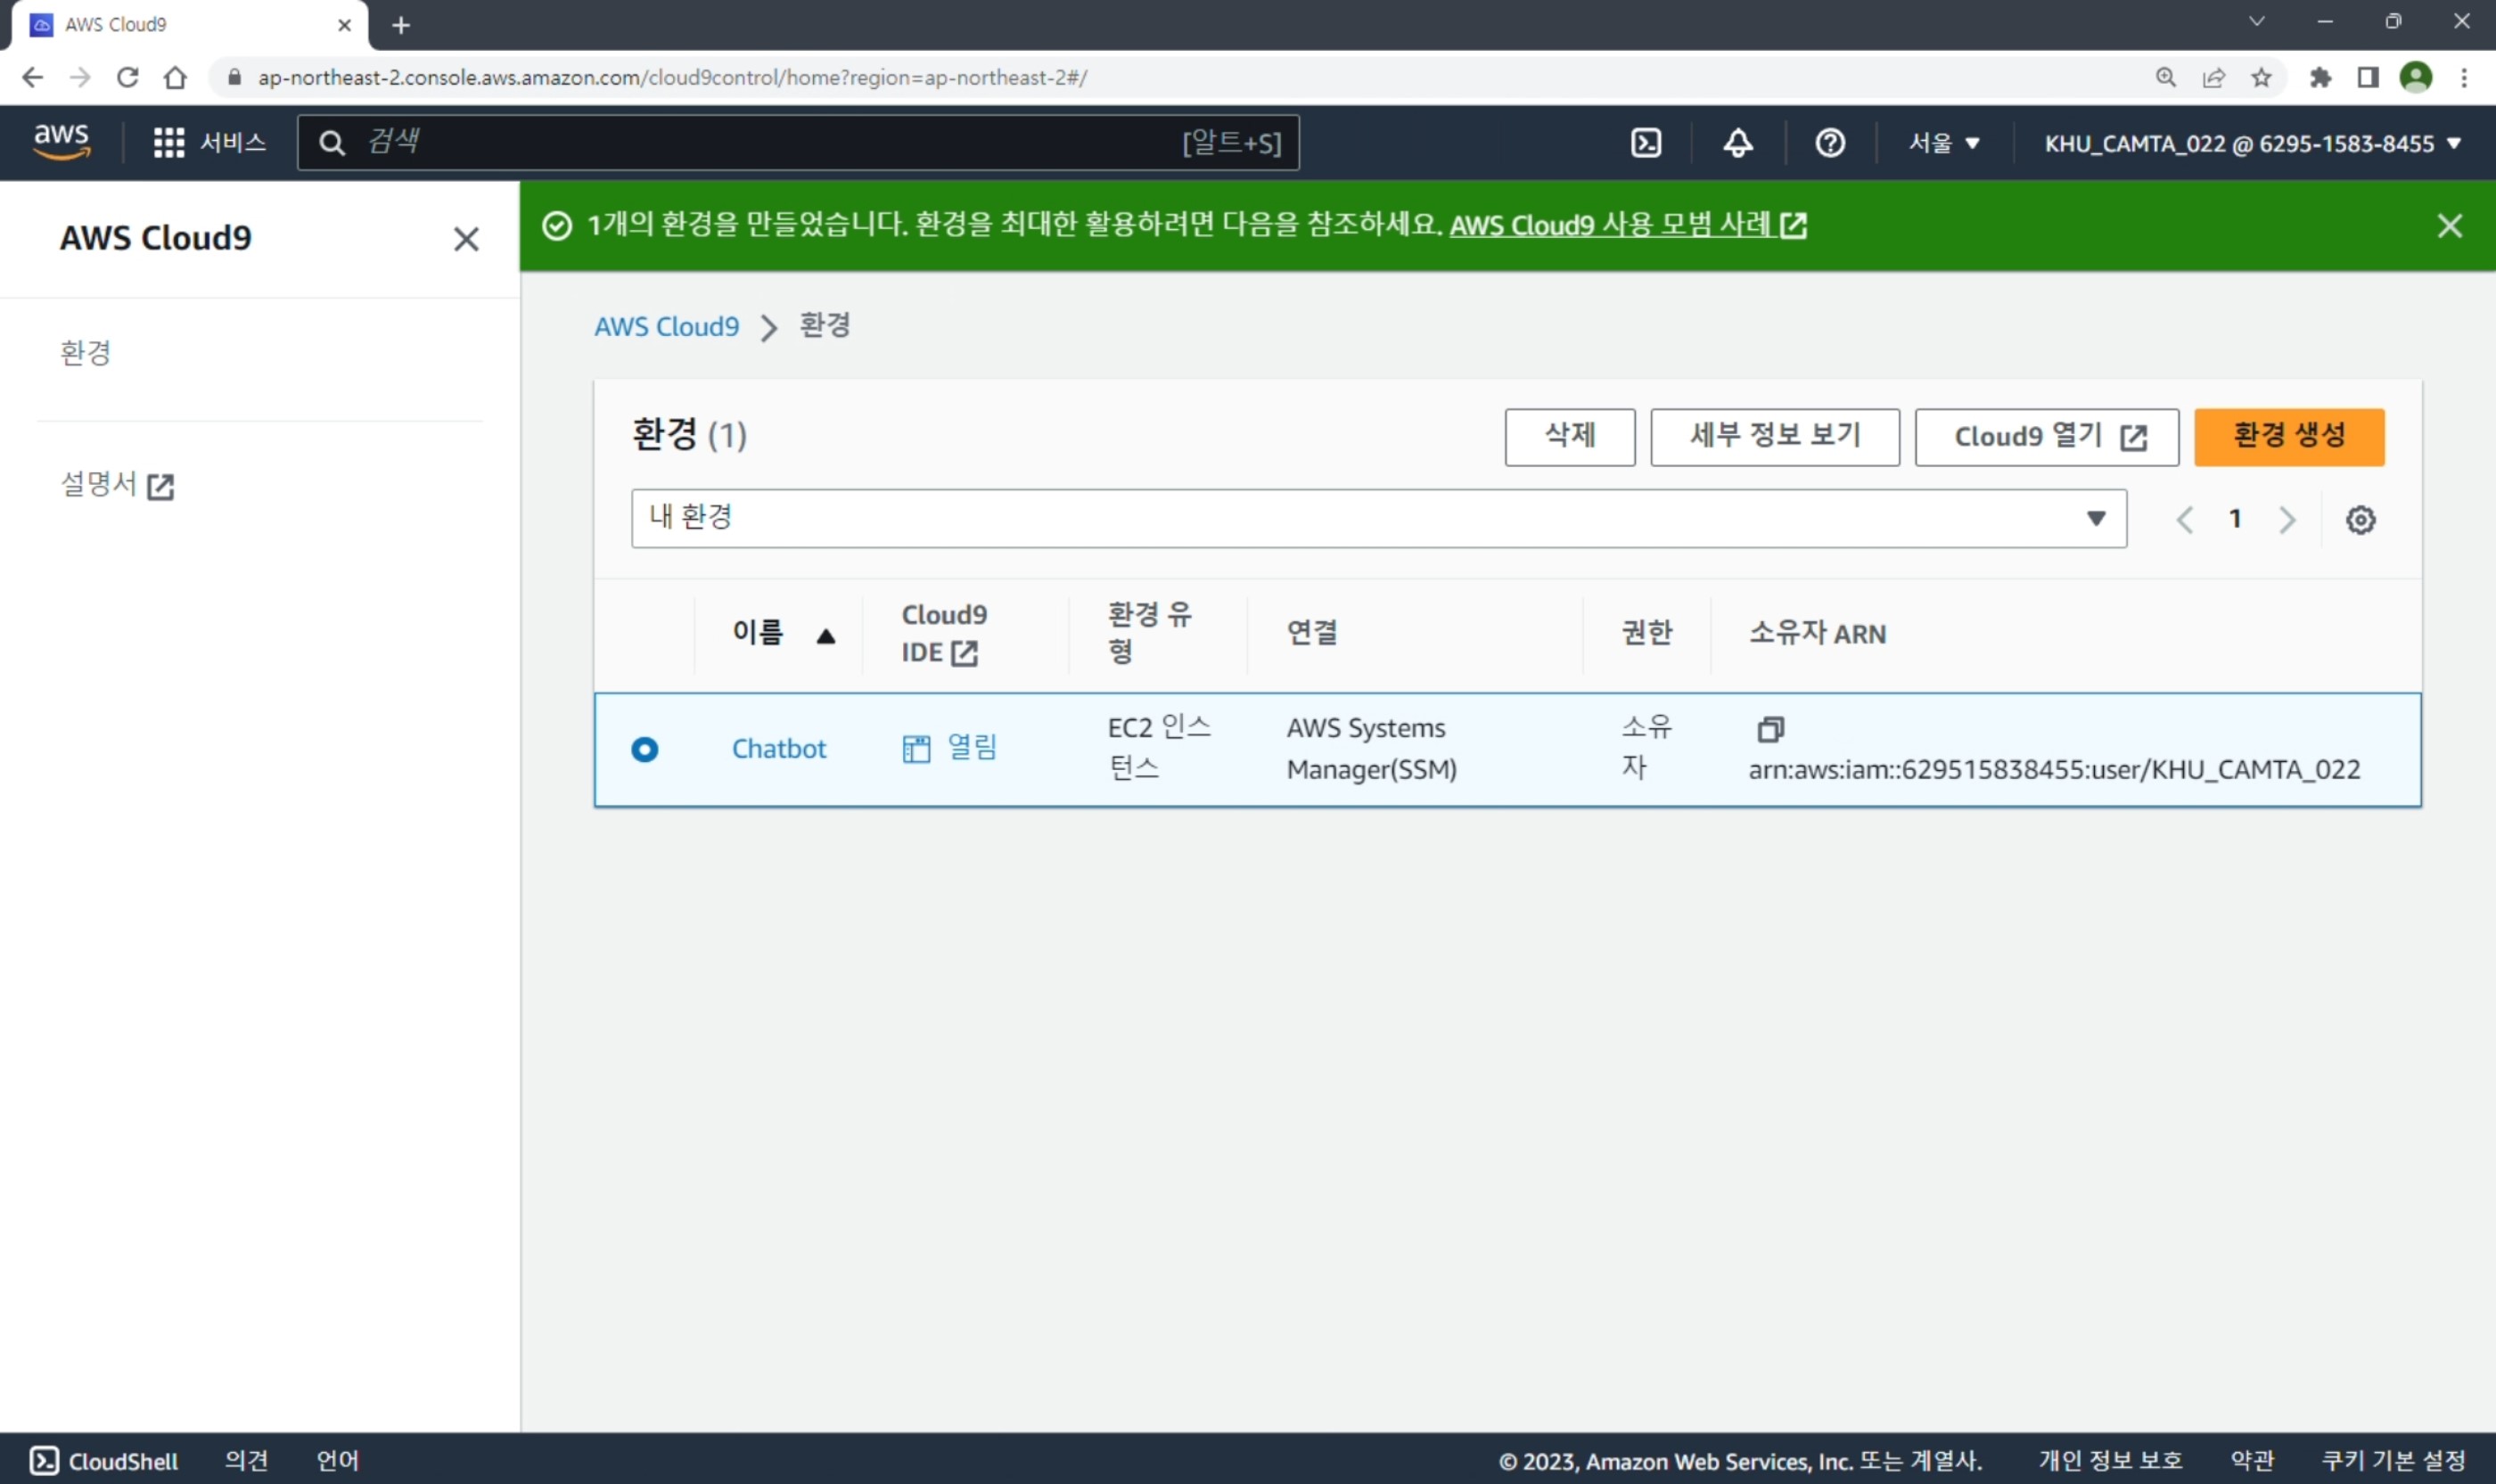 AWS Cloud9
ap-northeast-2.console.aws.amazon.com/cloud9control/home?region=ap-northeast-2#/
aws 서비스 검색 [알트+S] 서울 KHU_CAMTA_022 @ 6295-1583-8455
AWS Cloud9
환경
설명서
1개의 환경을 만들었습니다. 환경을 최대한 활용하려면 다음을 참조하세요. AWS Cloud9 사용 모범 사례
AWS Cloud9 환경
환경 (1) 삭제 세부 정보 보기 Cloud9 열기 환경 생성
내 환경 1
이름 Cloud9 IDE 환경 유형 연결 권한 소유자 ARN
Chatbot 열림 EC2 인스턴스 AWS Systems Manager(SSM) 소유자 arn:aws:iam::629515838455:user/KHU_CAMTA_022
CloudShell 의견 언어 © 2023, Amazon Web Services, Inc. 또는 계열사. 개인 정보 보호 약관 쿠키 기본 설정